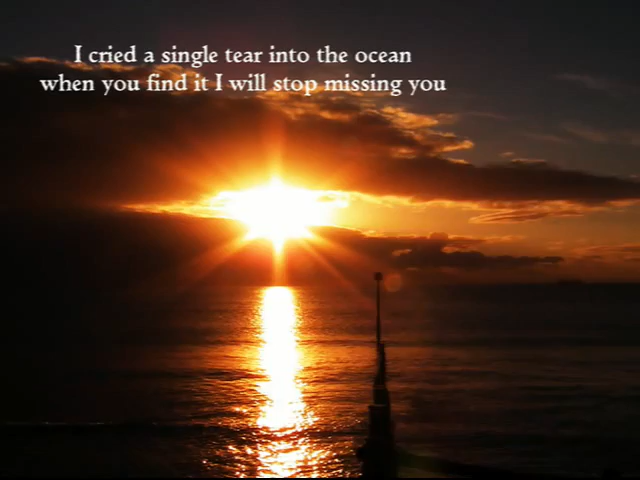 I cried a single tear into the ocean
when you find it I will stop missing you